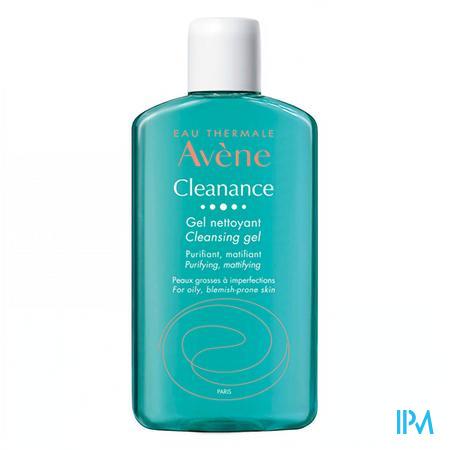 EAU THERMALE
Avène
Cleanance
Gel nettoyant
Cleansing gel
Purifiant, matifiant
Purifying, mattifying
Peaux grasses à imperfections
For oily, blemish-prone skin
PARIS
IPM